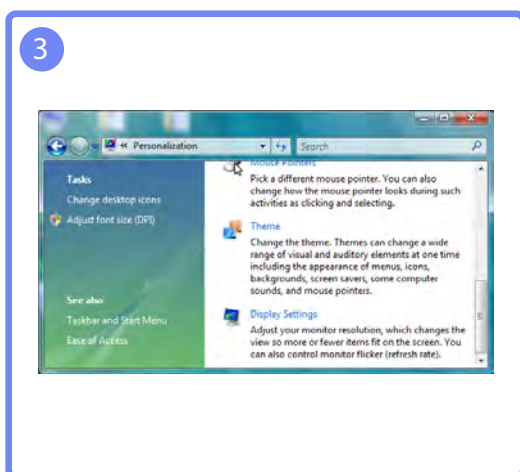 3
« Personalization
Search
Tasks
Change desktop icons
Adjust font size (DPI)
See also
Taskbar and Start Menu
Ease of Access
Mouse Pointers
Pick a different mouse pointer. You can also
change how the mouse pointer looks during such
activities as clicking and selecting.
Theme
Change the theme. Themes can change a wide
range of visual and auditory elements at one time
including the appearance of menus, icons,
backgrounds, screen savers, some computer
sounds, and mouse pointers.
Display Settings
Adjust your monitor resolution, which changes the
view so more or fewer items fit on the screen. You
can also control monitor flicker (refresh rate).